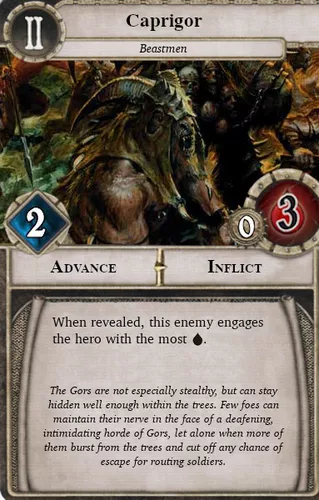 II
Caprigor
Beastmen
2
0
3
Advance
Inflict
When revealed, this enemy engages
the hero with the most .
The Gors are not especially stealthy, but can stay
hidden well enough within the trees. Few foes can
maintain their nerve in the face of a deafening,
intimidating horde of Gors, let alone when more of
them burst from the trees and cut off any chance of
escape for routing soldiers.